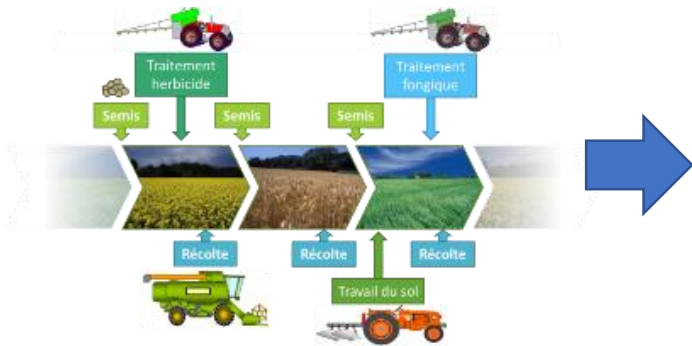 Traitement
herbicide
Traitement
fongique
Semis
Semis
Semis
Récolte
Récolte
Récolte
Travail du sol